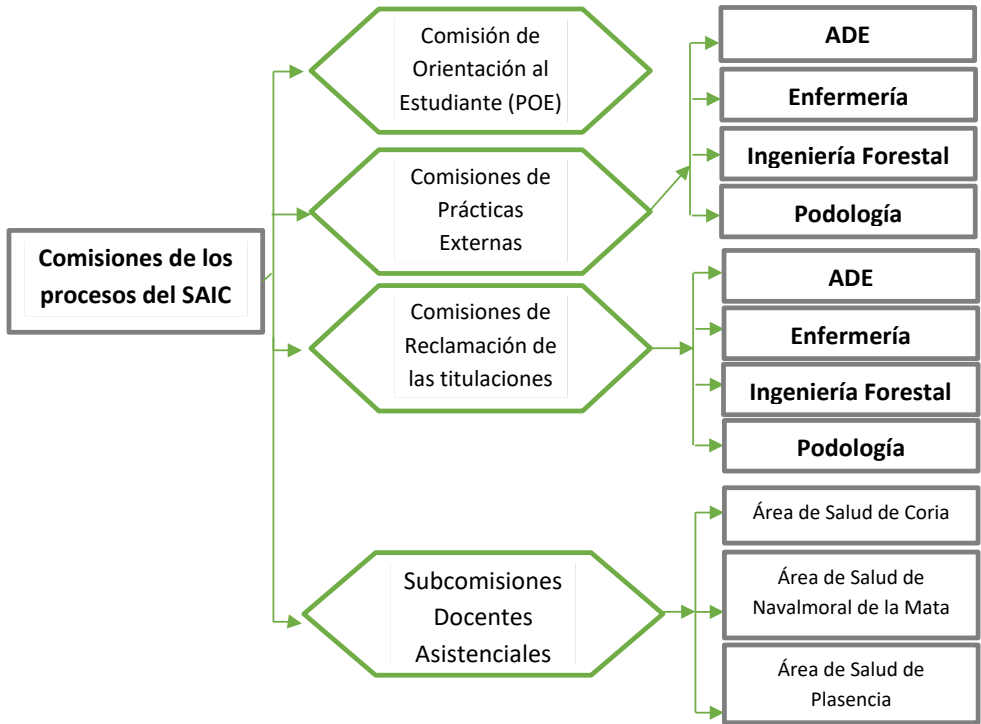 Comisiones de los
procesos del SAIC
Comisión de
Orientación al
Estudiante (POE)
Comisiones de
Prácticas
Externas
ADE
Enfermería
Ingeniería Forestal
Podología
Comisiones de
Reclamación de
las titulaciones
ADE
Enfermería
Ingeniería Forestal
Podología
Subcomisiones
Docentes
Asistenciales
Área de Salud de Coria
Área de Salud de
Navalmoral de la Mata
Área de Salud de
Plasencia